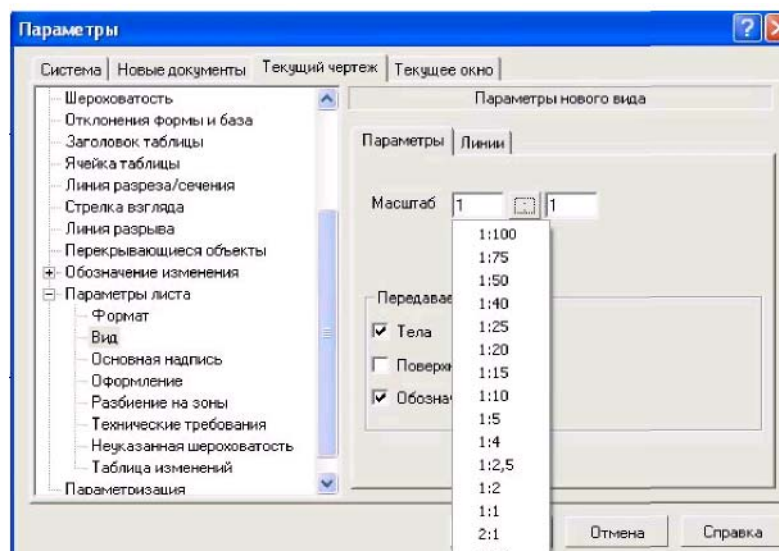 Параметры
Система Новые документы Текущий чертеж Текущее окно
Шероховатость
Отклонения формы и база
Заголовок таблицы
Ячейка таблицы
Линия разреза/сечения
Стрелка взгляда
Линия разрыва
Перекрывающиеся объекты
Обозначение изменения
Параметры листа
Формат
Вид
Основная надпись
Оформление
Разбиение на зоны
Технические требования
Неуказанная шероховатость
Таблица изменений
Параметризация
Параметры нового вида
Параметры Линии
Масштаб 1 : 1
1:100
1:75
1:50
1:40
1:25
1:20
1:15
1:10
1:5
1:4
1:2,5
1:2
1:1
2:1
Передавае
Тела
Поверхн
Обознач
Отмена Справка